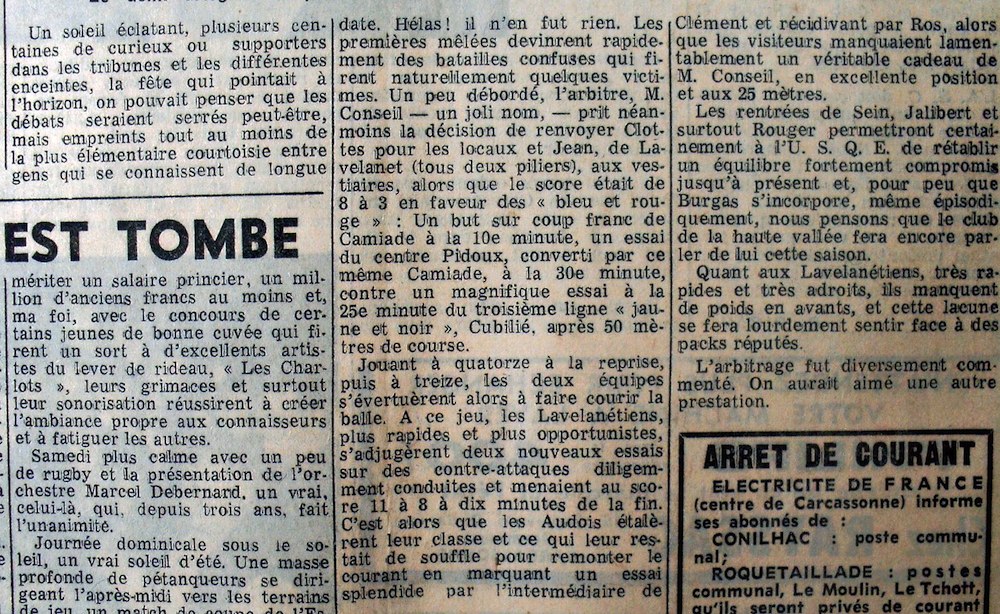 Un soleil éclatant, plusieurs cen-
taines de curieux ou supporters
dans les tribunes et les différentes
enceintes, la fête qui pointait à
l'horizon, on pouvait penser que les
débats seraient serrés peut-être,
mais empreints tout au moins de
la plus élémentaire courtoisie entre
gens qui se connaissent de longue
EST TOMBE
mériter un salaire princier, un mil-
lion d'anciens francs au moins et,
ma foi, avec le concours de cer-
tains jeunes de bonne cuvée qui fi-
rent un sort à d'excellents artis-
tes du lever de rideau, « Les Char-
lots », leurs grimaces et surtout
leur sonorisation réussirent à créer
l'ambiance propre aux connaisseurs
et à fatiguer les autres.
Samedi plus calme avec un peu
de rugby et la présentation de l'or-
chestre Marcel Debernard, un vrai,
celui-là, qui, depuis trois ans, fait
l'unanimité.
Journée dominicale sous le so-
leil, un vrai soleil d'été. Une masse
profonde de pétanqueurs se diri-
geant l'après-midi vers les terrains
de jeu, un match de coupe de l'Es-
date. Hélas ! il n'en fut rien. Les
premières mêlées devinrent rapide-
ment des batailles confuses qui fi-
rent naturellement quelques victi-
mes. Un peu débordé, l'arbitre, M.
Conseil — un joli nom, — prit néan-
moins la décision de renvoyer Clot-
tes pour les locaux et Jean, de La-
velanet (tous deux piliers), aux ves-
tiaires, alors que le score était de
8 à 3 en faveur des « bleu et rou-
ge » : Un but sur coup franc de
Camiade à la 10e minute, un essai
du centre Pidoux, converti par ce
même Camiade, à la 30e minute,
contre un magnifique essai à la
25e minute du troisième ligne « jau-
ne et noir », Cubilié, après 50 mè-
tres de course.
Jouant à quatorze à la reprise,
puis à treize, les deux équipes
s'évertuèrent alors à faire courir la
balle. A ce jeu, les Lavelanétiens,
plus rapides et plus opportunistes,
s'adjugèrent deux nouveaux essais
sur des contre-attaques diligem-
ment conduites et menaient au sco-
re 11 à 8 à dix minutes de la fin.
C'est alors que les Audois étalè-
rent leur classe et ce qui leur res-
tait de souffle pour remonter le
courant en marquant un essai
splendide par l'intermédiaire de
Clément et récidivant par Ros, alors
que les visiteurs manquaient lamen-
tablement un véritable cadeau de
M. Conseil, en excellente position
et aux 25 mètres.
Les rentrées de Sein, Jalibert et
surtout Rouger permettront certai-
nement à l'U. S. Q. E. de rétablir
un équilibre fortement compromis
jusqu'à présent et, pour peu que
Burgas s'incorpore, même épisodi-
quement, nous pensons que le club
de la haute vallée fera encore par-
ler de lui cette saison.
Quant aux Lavelanétiens, très ra-
pides et très adroits, ils manquent
de poids en avants, et cette lacune
se fera lourdement sentir face à des
packs réputés.
L'arbitrage fut diversement com-
menté. On aurait aimé une autre
prestation.
ARRET DE COURANT
ELECTRICITE DE FRANCE
(centre de Carcassonne) informe
ses abonnés de :
CONILHAC : poste commu-
nal;
ROQUETAILLADE : postes
communal, Le Moulin, Le Tchott,
qu'ils seront privés de courant